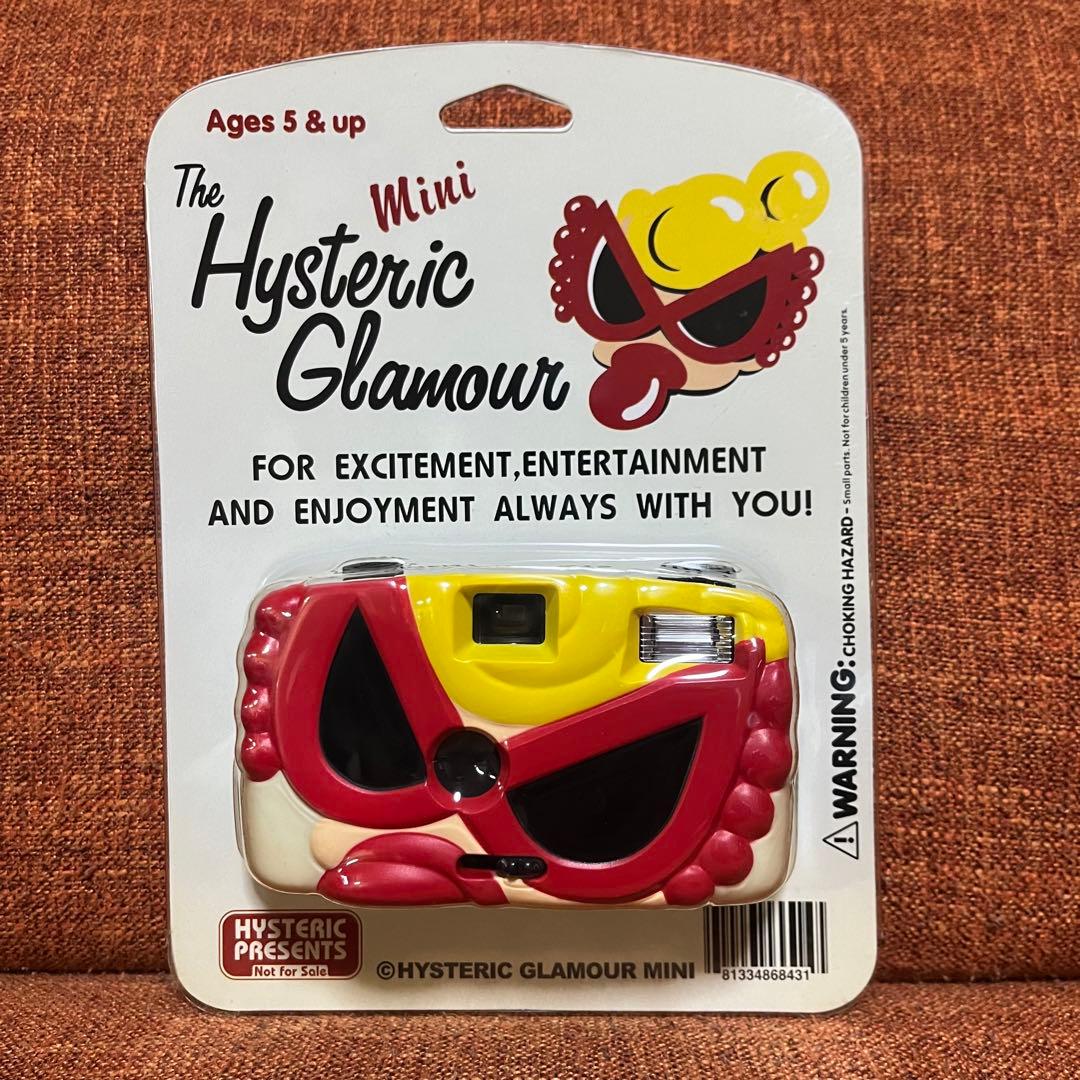 Ages 5 & up
The
Mini
Hysteric
Glamour
FOR EXCITEMENT,ENTERTAINMENT
AND ENJOYMENT ALWAYS WITH YOU!
⚠WARNING: CHOKING HAZARD - Small parts. Not for children under 5 years.
HYSTERIC
PRESENTS
Not for Sale
©HYSTERIC GLAMOUR MINI
81334868431